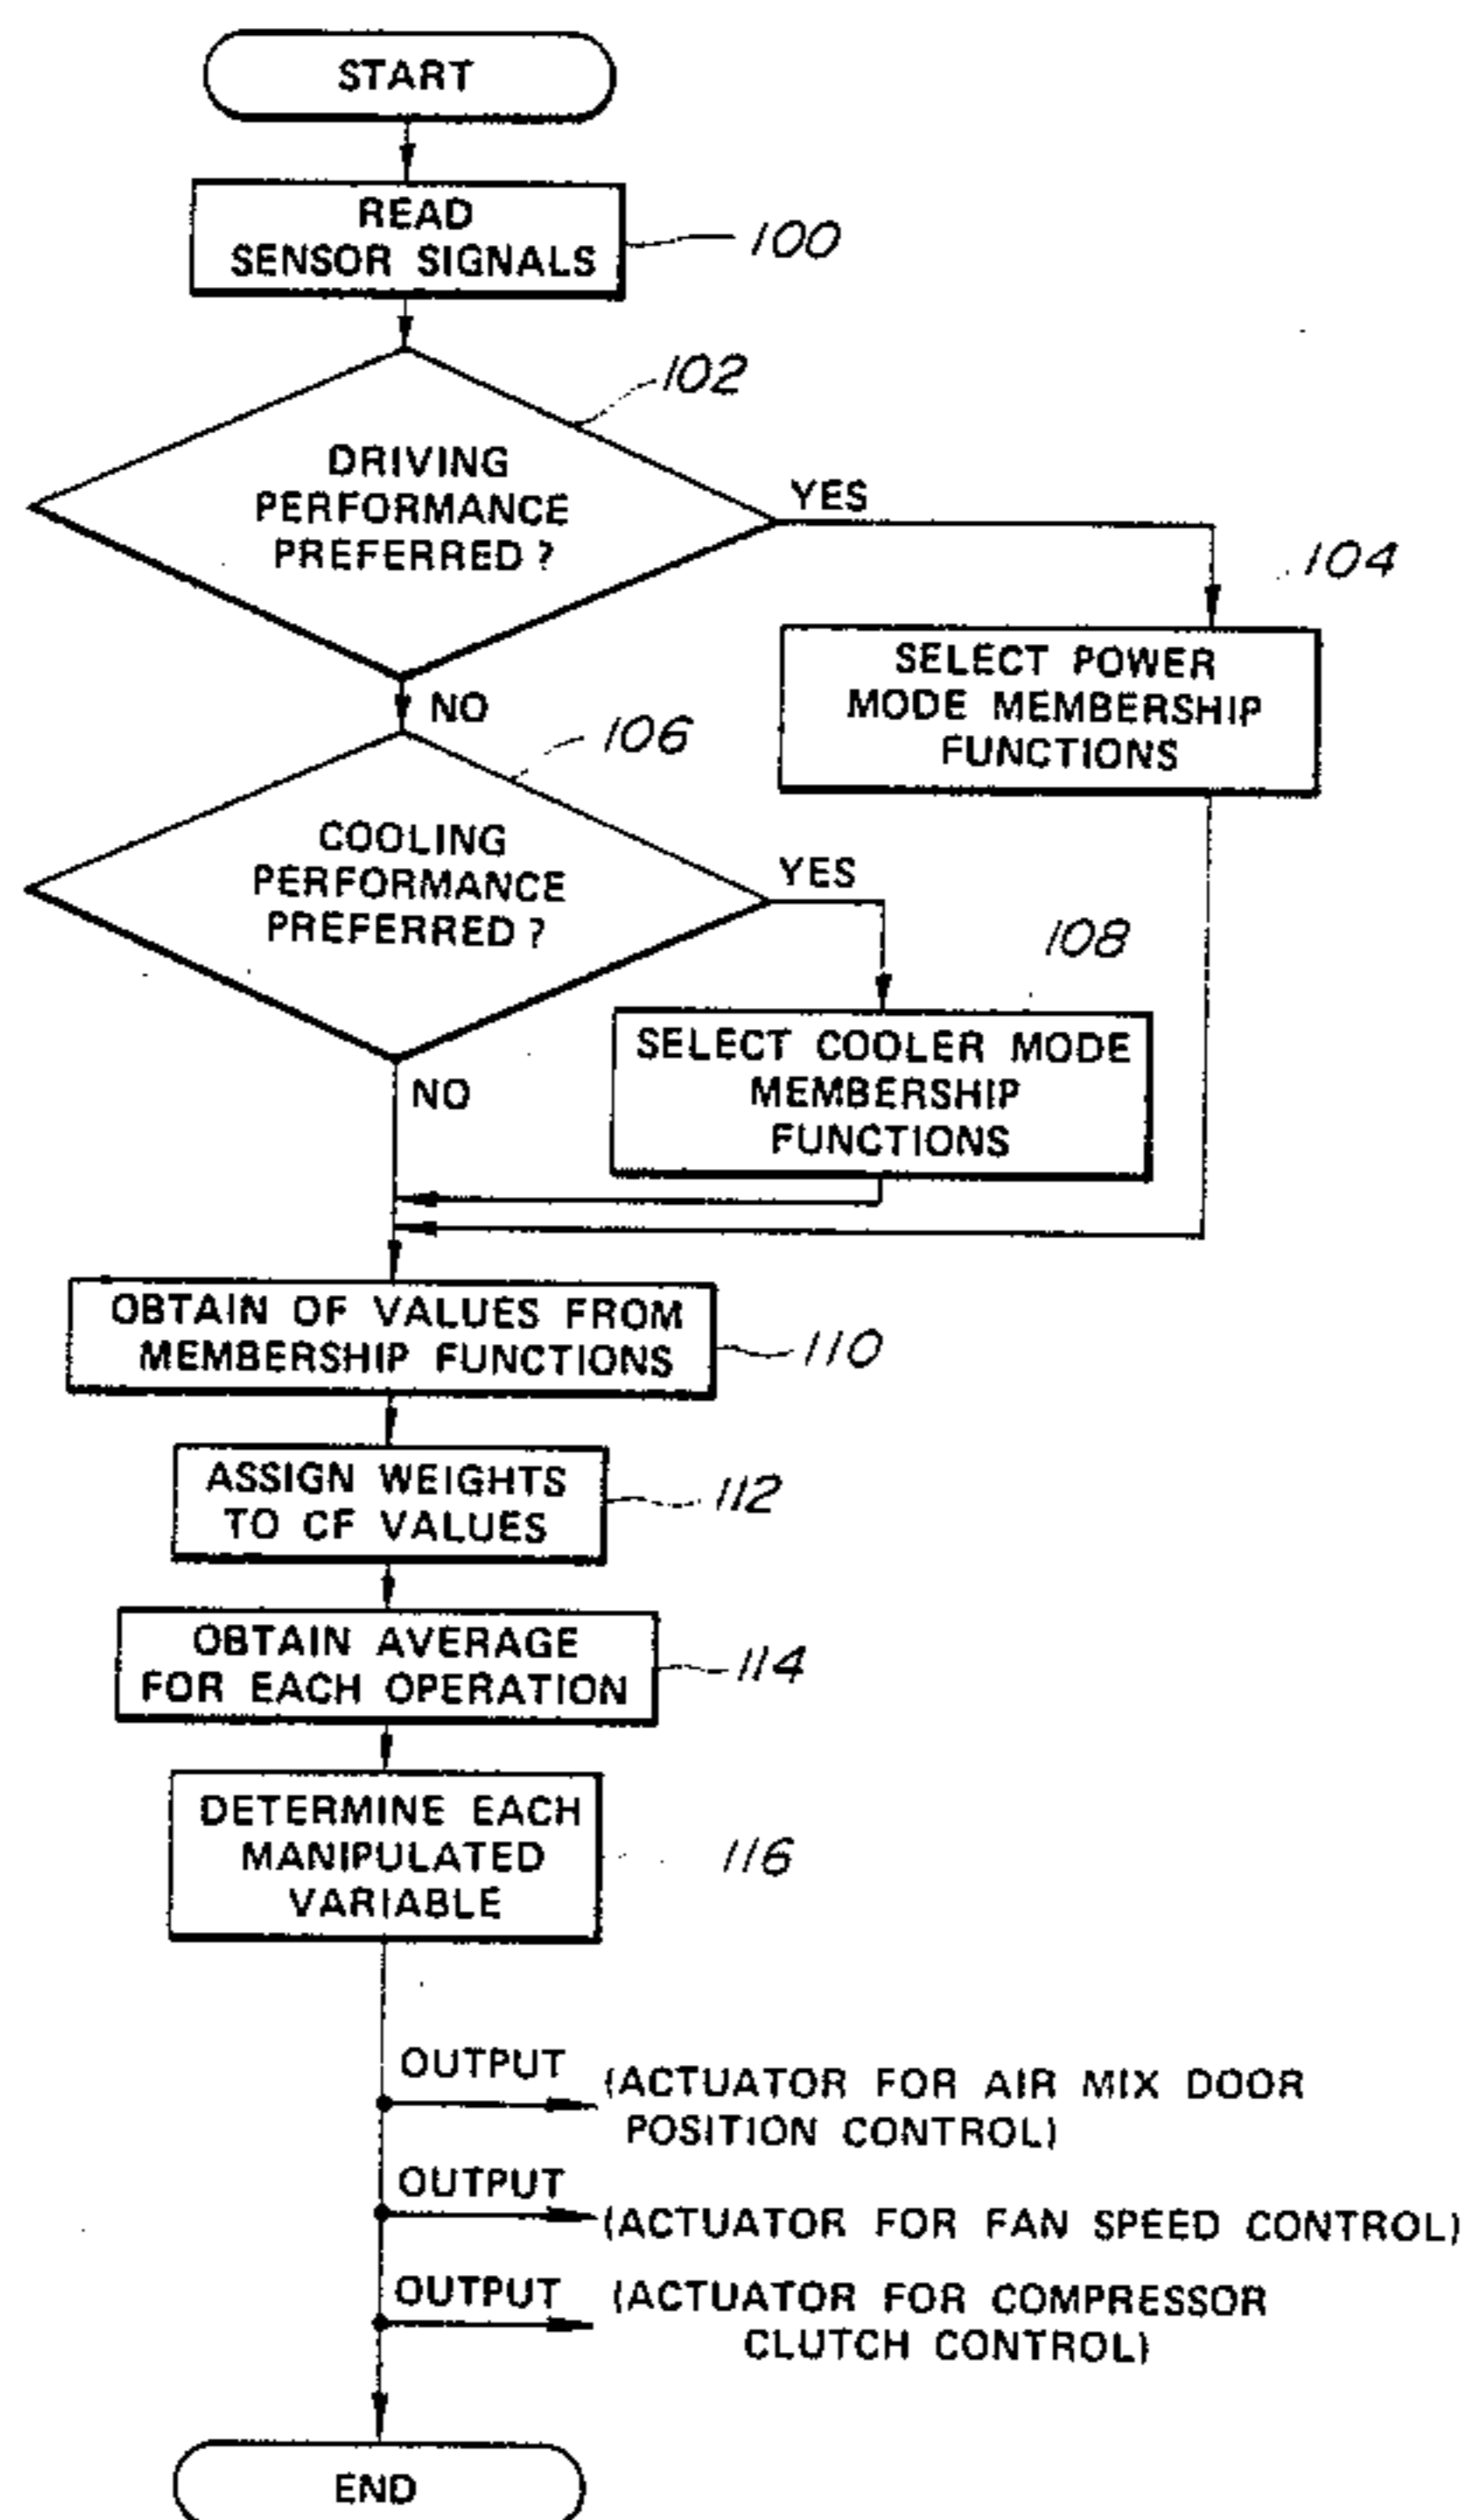 START
READ
SENSOR SIGNALS
100
102
DRIVING
PERFORMANCE
PREFERRED ?
YES
104
SELECT POWER
MODE MEMBERSHIP
FUNCTIONS
NO
106
COOLING
PERFORMANCE
PREFERRED ?
YES
108
SELECT COOLER MODE
MEMBERSHIP
FUNCTIONS
NO
OBTAIN OF VALUES FROM
MEMBERSHIP FUNCTIONS
110
ASSIGN WEIGHTS
TO CF VALUES
112
OBTAIN AVERAGE
FOR EACH OPERATION
114
DETERMINE EACH
MANIPULATED
VARIABLE
116
OUTPUT
(ACTUATOR FOR AIR MIX DOOR
POSITION CONTROL)
OUTPUT
(ACTUATOR FOR FAN SPEED CONTROL)
OUTPUT
(ACTUATOR FOR COMPRESSOR
CLUTCH CONTROL)
END